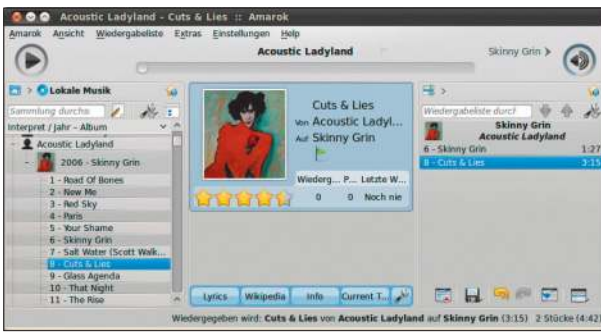 Acoustic Ladyland - Cuts & Lies :: Amarok
Amarok Ansicht Wiedergabeliste Extras Einstellungen Help
Acoustic Ladyland
Skinny Grin
Lokale Musik
Sammlung durchs
Interpret / Jahr - Album
Acoustic Ladyland
2006 - Skinny Grin
1 - Road Of Bones
2 - New Me
3 - Red Sky
4 - Paris
5 - Your Shame
6 - Skinny Grin
7 - Salt Water (Scott Walk...
8 - Cuts & Lies
9 - Glass Agenda
10 - That Night
11 - The Rise
Cuts & Lies
Von Acoustic Ladyl...
Auf Skinny Grin
Wiederg... P... Letzte W...
0 0 Noch nie
Lyrics Wikipedia Info Current T...
Wiedergabeliste durcl
Skinny Grin
Acoustic Ladyland
6 - Skinny Grin 1:27
8 - Cuts & Lies 3:15
Wiedergegeben wird: Cuts & Lies von Acoustic Ladyland auf Skinny Grin (3:15) 2 Stücke (4:42)